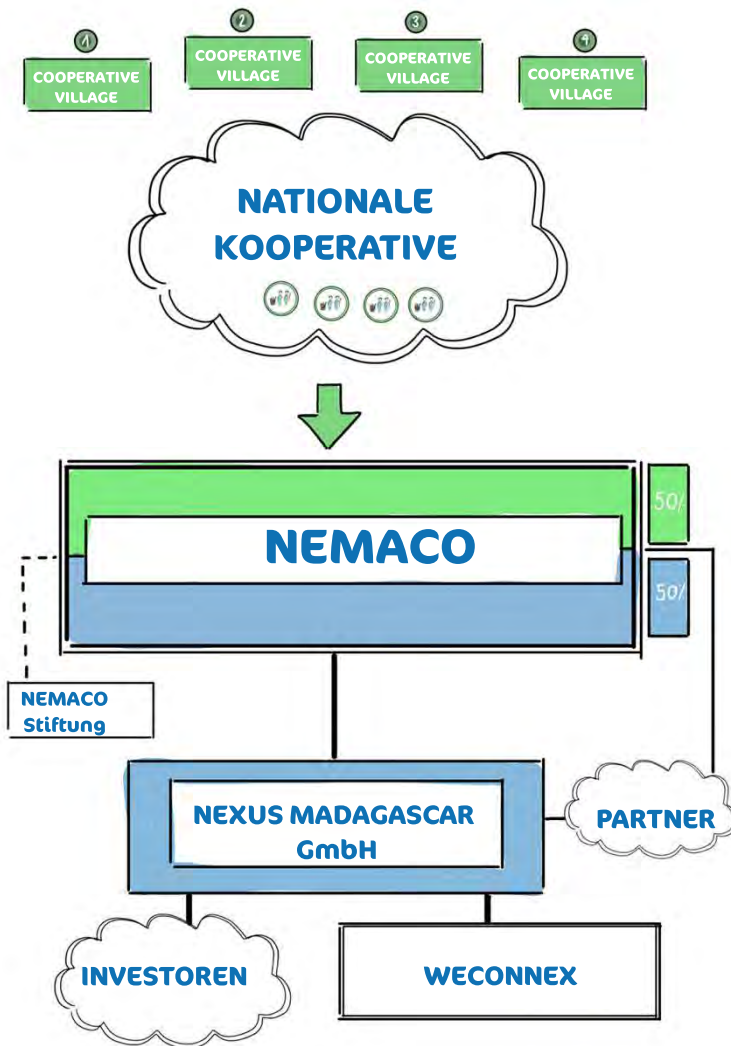 1
2
3
4
COOPERATIVE
VILLAGE
COOPERATIVE
VILLAGE
COOPERATIVE
VILLAGE
COOPERATIVE
VILLAGE
NATIONALE
KOOPERATIVE
50%
NEMACO
50%
NEMACO
Stiftung
NEXUS MADAGASCAR
GmbH
PARTNER
INVESTOREN
WECONNEX